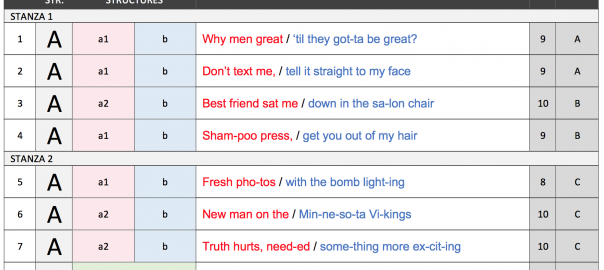 STR. STRUCTURES
STANZA 1
1 A a1 b Why men great / ‘til they got-ta be great? 9 A
2 A a1 b Don’t text me, / tell it straight to my face 9 A
3 A a2 b Best friend sat me / down in the sa-lon chair 10 B
4 A a1 b Sham-poo press, / get you out of my hair 9 B
STANZA 2
5 A a1 b Fresh pho-tos / with the bomb light-ing 8 C
6 A a2 b New man on the / Min-ne-so-ta Vi-kings 10 C
7 A a2 b Truth hurts, need-ed / some-thing more ex-cit-ing 10 C